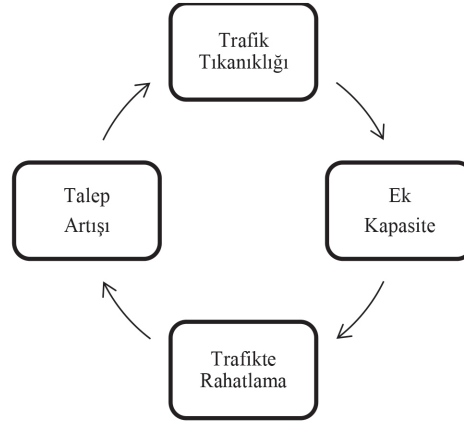 Trafik
Tıkanıklığı
Talep
Artışı
Ek
Kapasite
Trafikte
Rahatlama